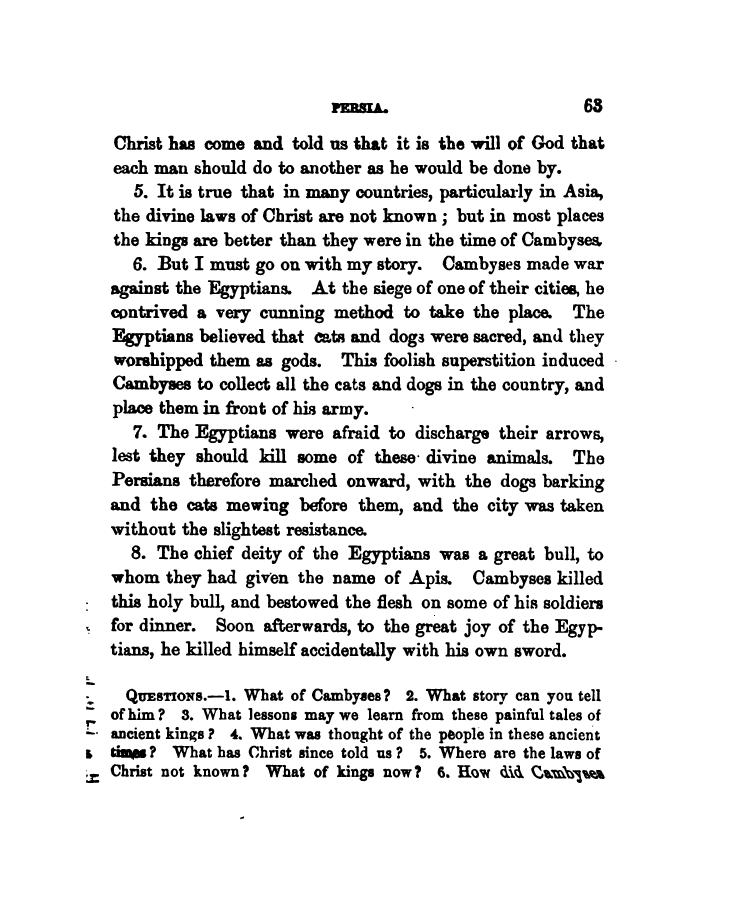 PERSIA. 63
Christ has come and told us that it is the will of God that
each man should do to another as he would be done by.
5. It is true that in many countries, particularly in Asia,
the divine laws of Christ are not known; but in most places
the kings are better than they were in the time of Cambyses.
6. But I must go on with my story. Cambyses made war
against the Egyptians. At the siege of one of their cities, he
contrived a very cunning method to take the place. The
Egyptians believed that cats and dogs were sacred, and they
worshipped them as gods. This foolish superstition induced
Cambyses to collect all the cats and dogs in the country, and
place them in front of his army.
7. The Egyptians were afraid to discharge their arrows,
lest they should kill some of these divine animals. The
Persians therefore marched onward, with the dogs barking
and the cats mewing before them, and the city was taken
without the slightest resistance.
8. The chief deity of the Egyptians was a great bull, to
whom they had given the name of Apis. Cambyses killed
this holy bull, and bestowed the flesh on some of his soldiers
for dinner. Soon afterwards, to the great joy of the Egyp-
tians, he killed himself accidentally with his own sword.
QUESTIONS.—1. What of Cambyses? 2. What story can you tell
of him? 3. What lessons may we learn from these painful tales of
ancient kings? 4. What was thought of the people in these ancient
times? What has Christ since told us? 5. Where are the laws of
Christ not known? What of kings now? 6. How did Cambyses